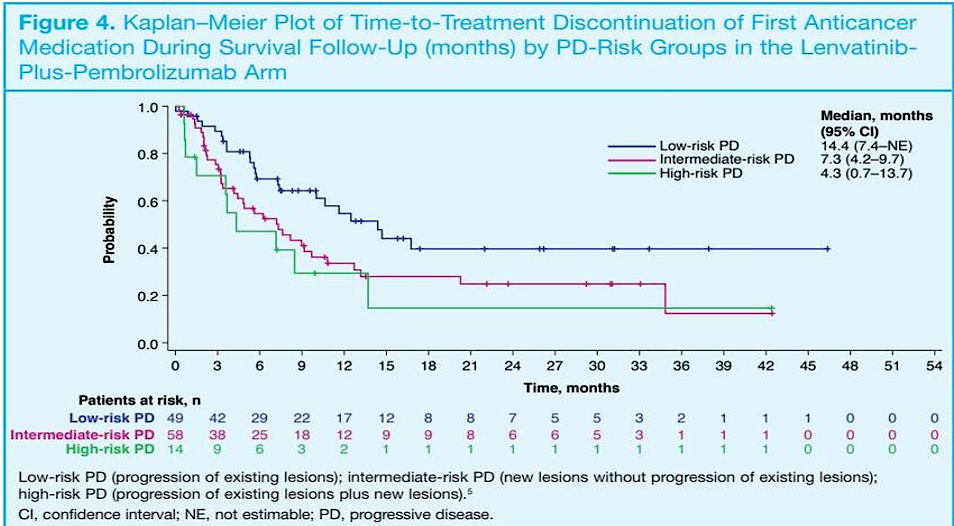 Figure 4. Kaplan–Meier Plot of Time-to-Treatment Discontinuation of First Anticancer
Medication During Survival Follow-Up (months) by PD-Risk Groups in the Lenvatinib-
Plus-Pembrolizumab Arm
Median, months
(95% CI)
Low-risk PD 14.4 (7.4–NE)
Intermediate-risk PD 7.3 (4.2–9.7)
High-risk PD 4.3 (0.7–13.7)
1.0
0.8
0.6
0.4
0.2
0.0
Probability
0 3 6 9 12 15 18 21 24 27 30 33 36 39 42 45 48 51 54
Time, months
Patients at risk, n
Low-risk PD 49 42 29 22 17 12 8 8 7 5 5 3 2 1 1 1 0 0 0
Intermediate-risk PD 58 38 25 18 12 9 9 8 6 6 5 3 1 1 1 0 0 0 0
High-risk PD 14 9 6 3 2 1 1 1 1 1 1 1 1 1 1 0 0 0 0
Low-risk PD (progression of existing lesions); intermediate-risk PD (new lesions without progression of existing lesions);
high-risk PD (progression of existing lesions plus new lesions).⁵
CI, confidence interval; NE, not estimable; PD, progressive disease.